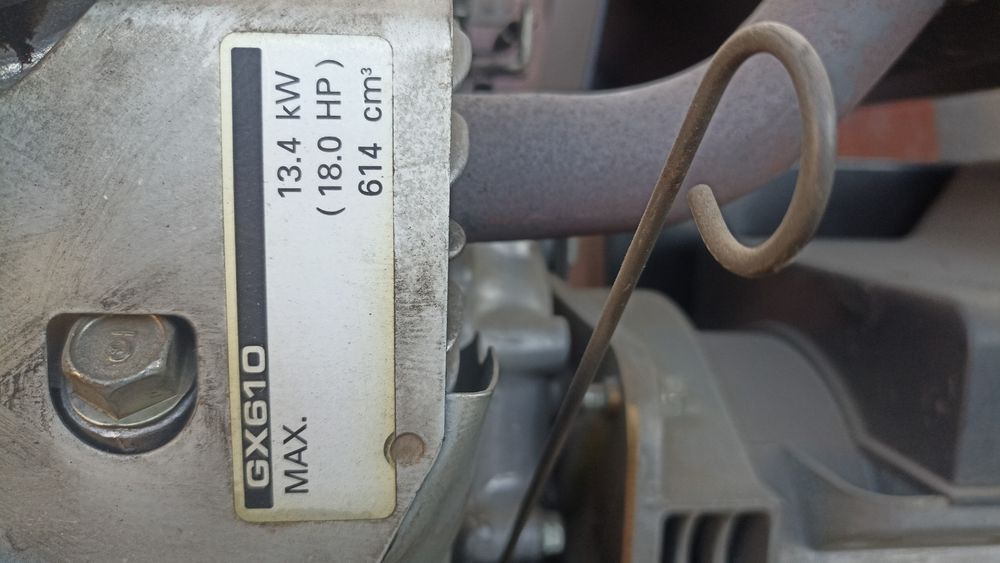 GX610
MAX. 13.4 kW
( 18.0 HP )
614 cm³